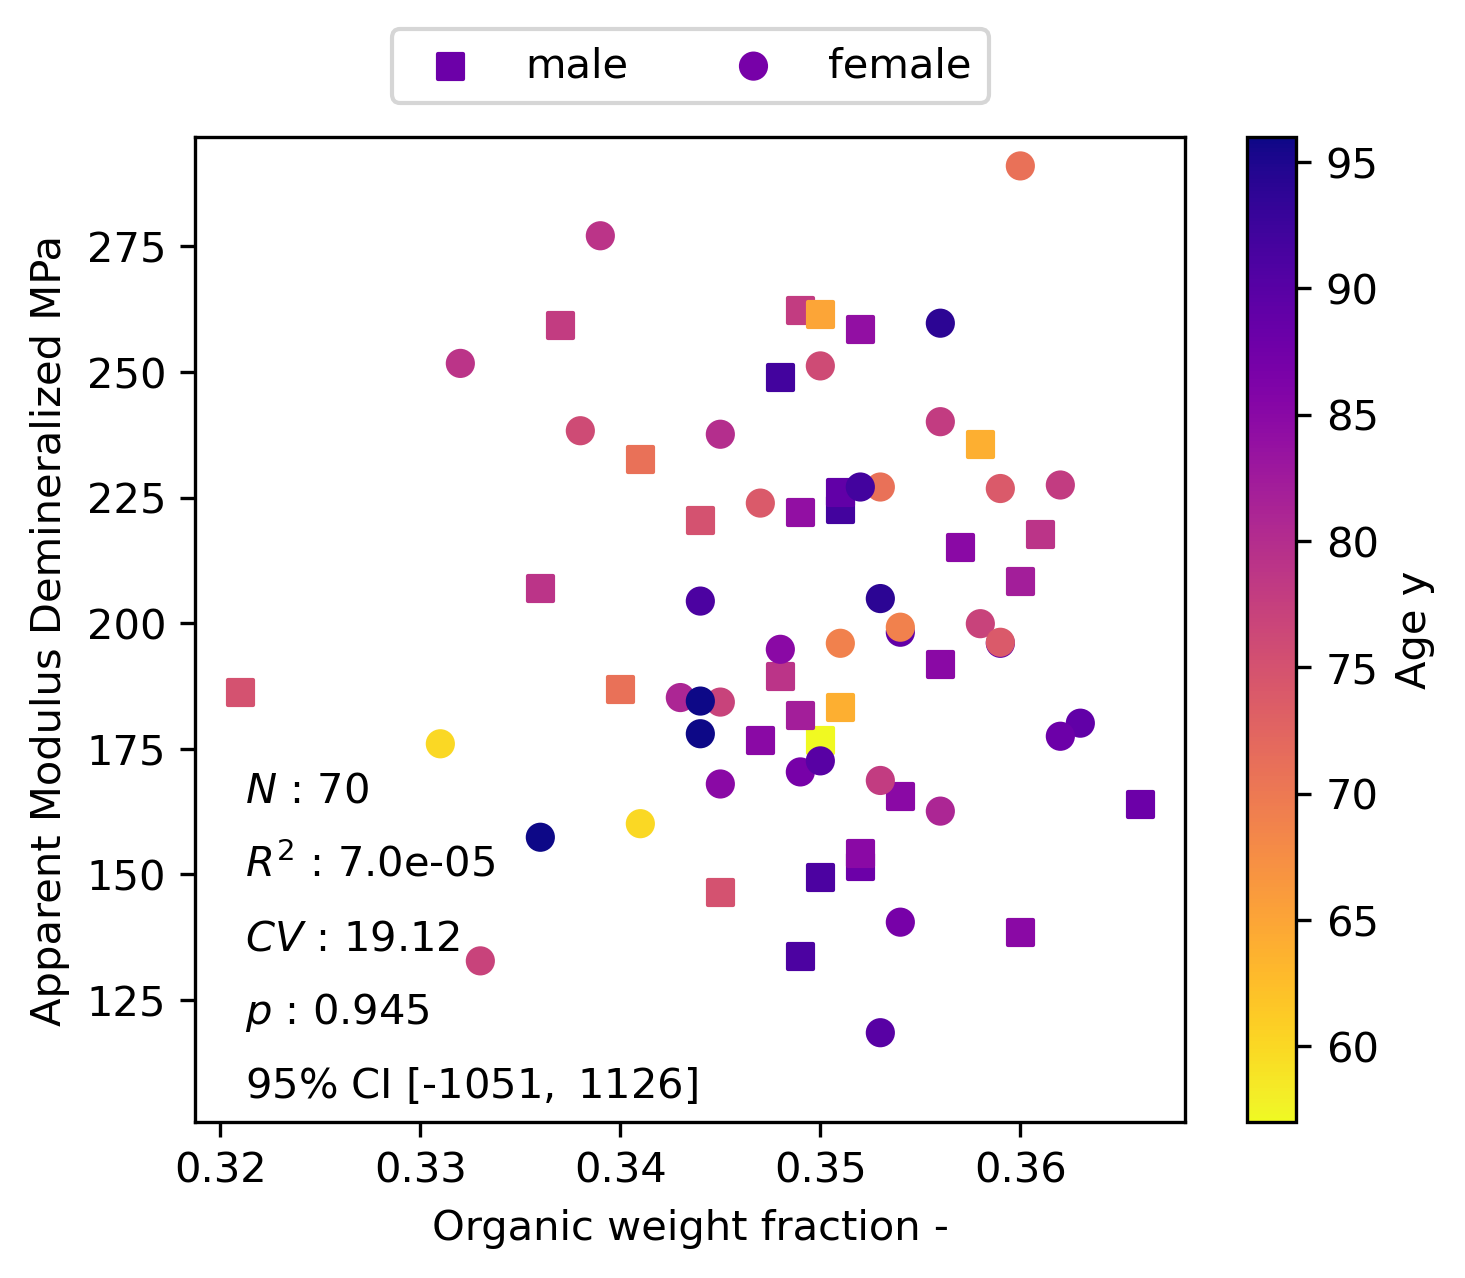 male female
275
250
225
200
175
150
125
Apparent Modulus Demineralized MPa
N : 70
R² : 7.0e-05
CV : 19.12
p : 0.945
95% CI [-1051, 1126]
0.32 0.33 0.34 0.35 0.36
Organic weight fraction -
95
90
85
80
75
70
65
60
Age y